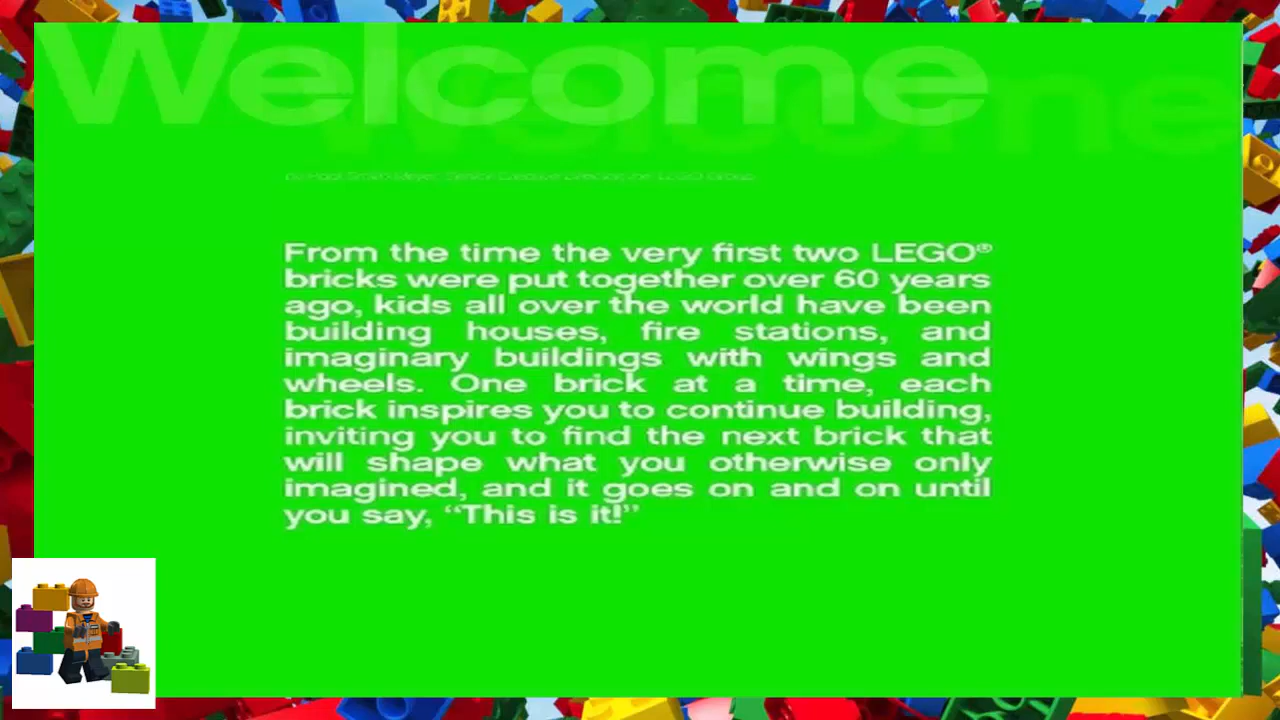 Welcome
Welcome
From the time the very first two LEGO®
bricks were put together over 60 years
ago, kids all over the world have been
building houses, fire stations, and
imaginary buildings with wings and
wheels. One brick at a time, each
brick inspires you to continue building,
inviting you to find the next brick that
will shape what you otherwise only
imagined, and it goes on and on until
you say, “This is it!”